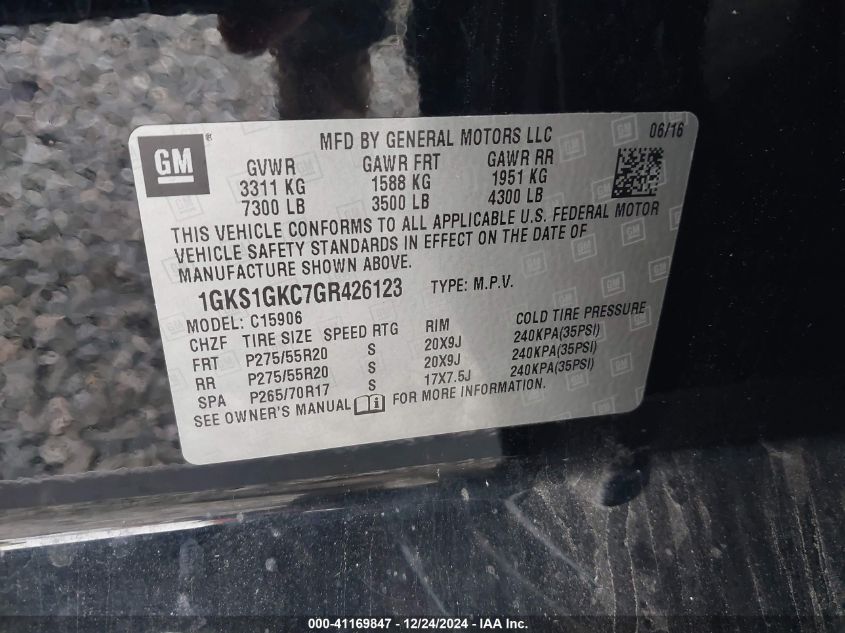 MFD BY GENERAL MOTORS LLC 06/16
GM®
GVWR GAWR FRT GAWR RR
3311 KG 1588 KG 1951 KG
7300 LB 3500 LB 4300 LB
THIS VEHICLE CONFORMS TO ALL APPLICABLE U.S. FEDERAL MOTOR
VEHICLE SAFETY STANDARDS IN EFFECT ON THE DATE OF
MANUFACTURE SHOWN ABOVE.
1GKS1GKC7GR426123 TYPE: M.P.V.
MODEL: C15906
CHZF TIRE SIZE SPEED RTG RIM COLD TIRE PRESSURE
FRT P275/55R20 S 20X9J 240KPA(35PSI)
RR P275/55R20 S 20X9J 240KPA(35PSI)
SPA P265/70R17 S 17X7.5J 240KPA(35PSI)
SEE OWNER'S MANUAL i FOR MORE INFORMATION.
000-41169847 - 12/24/2024 - IAA Inc.